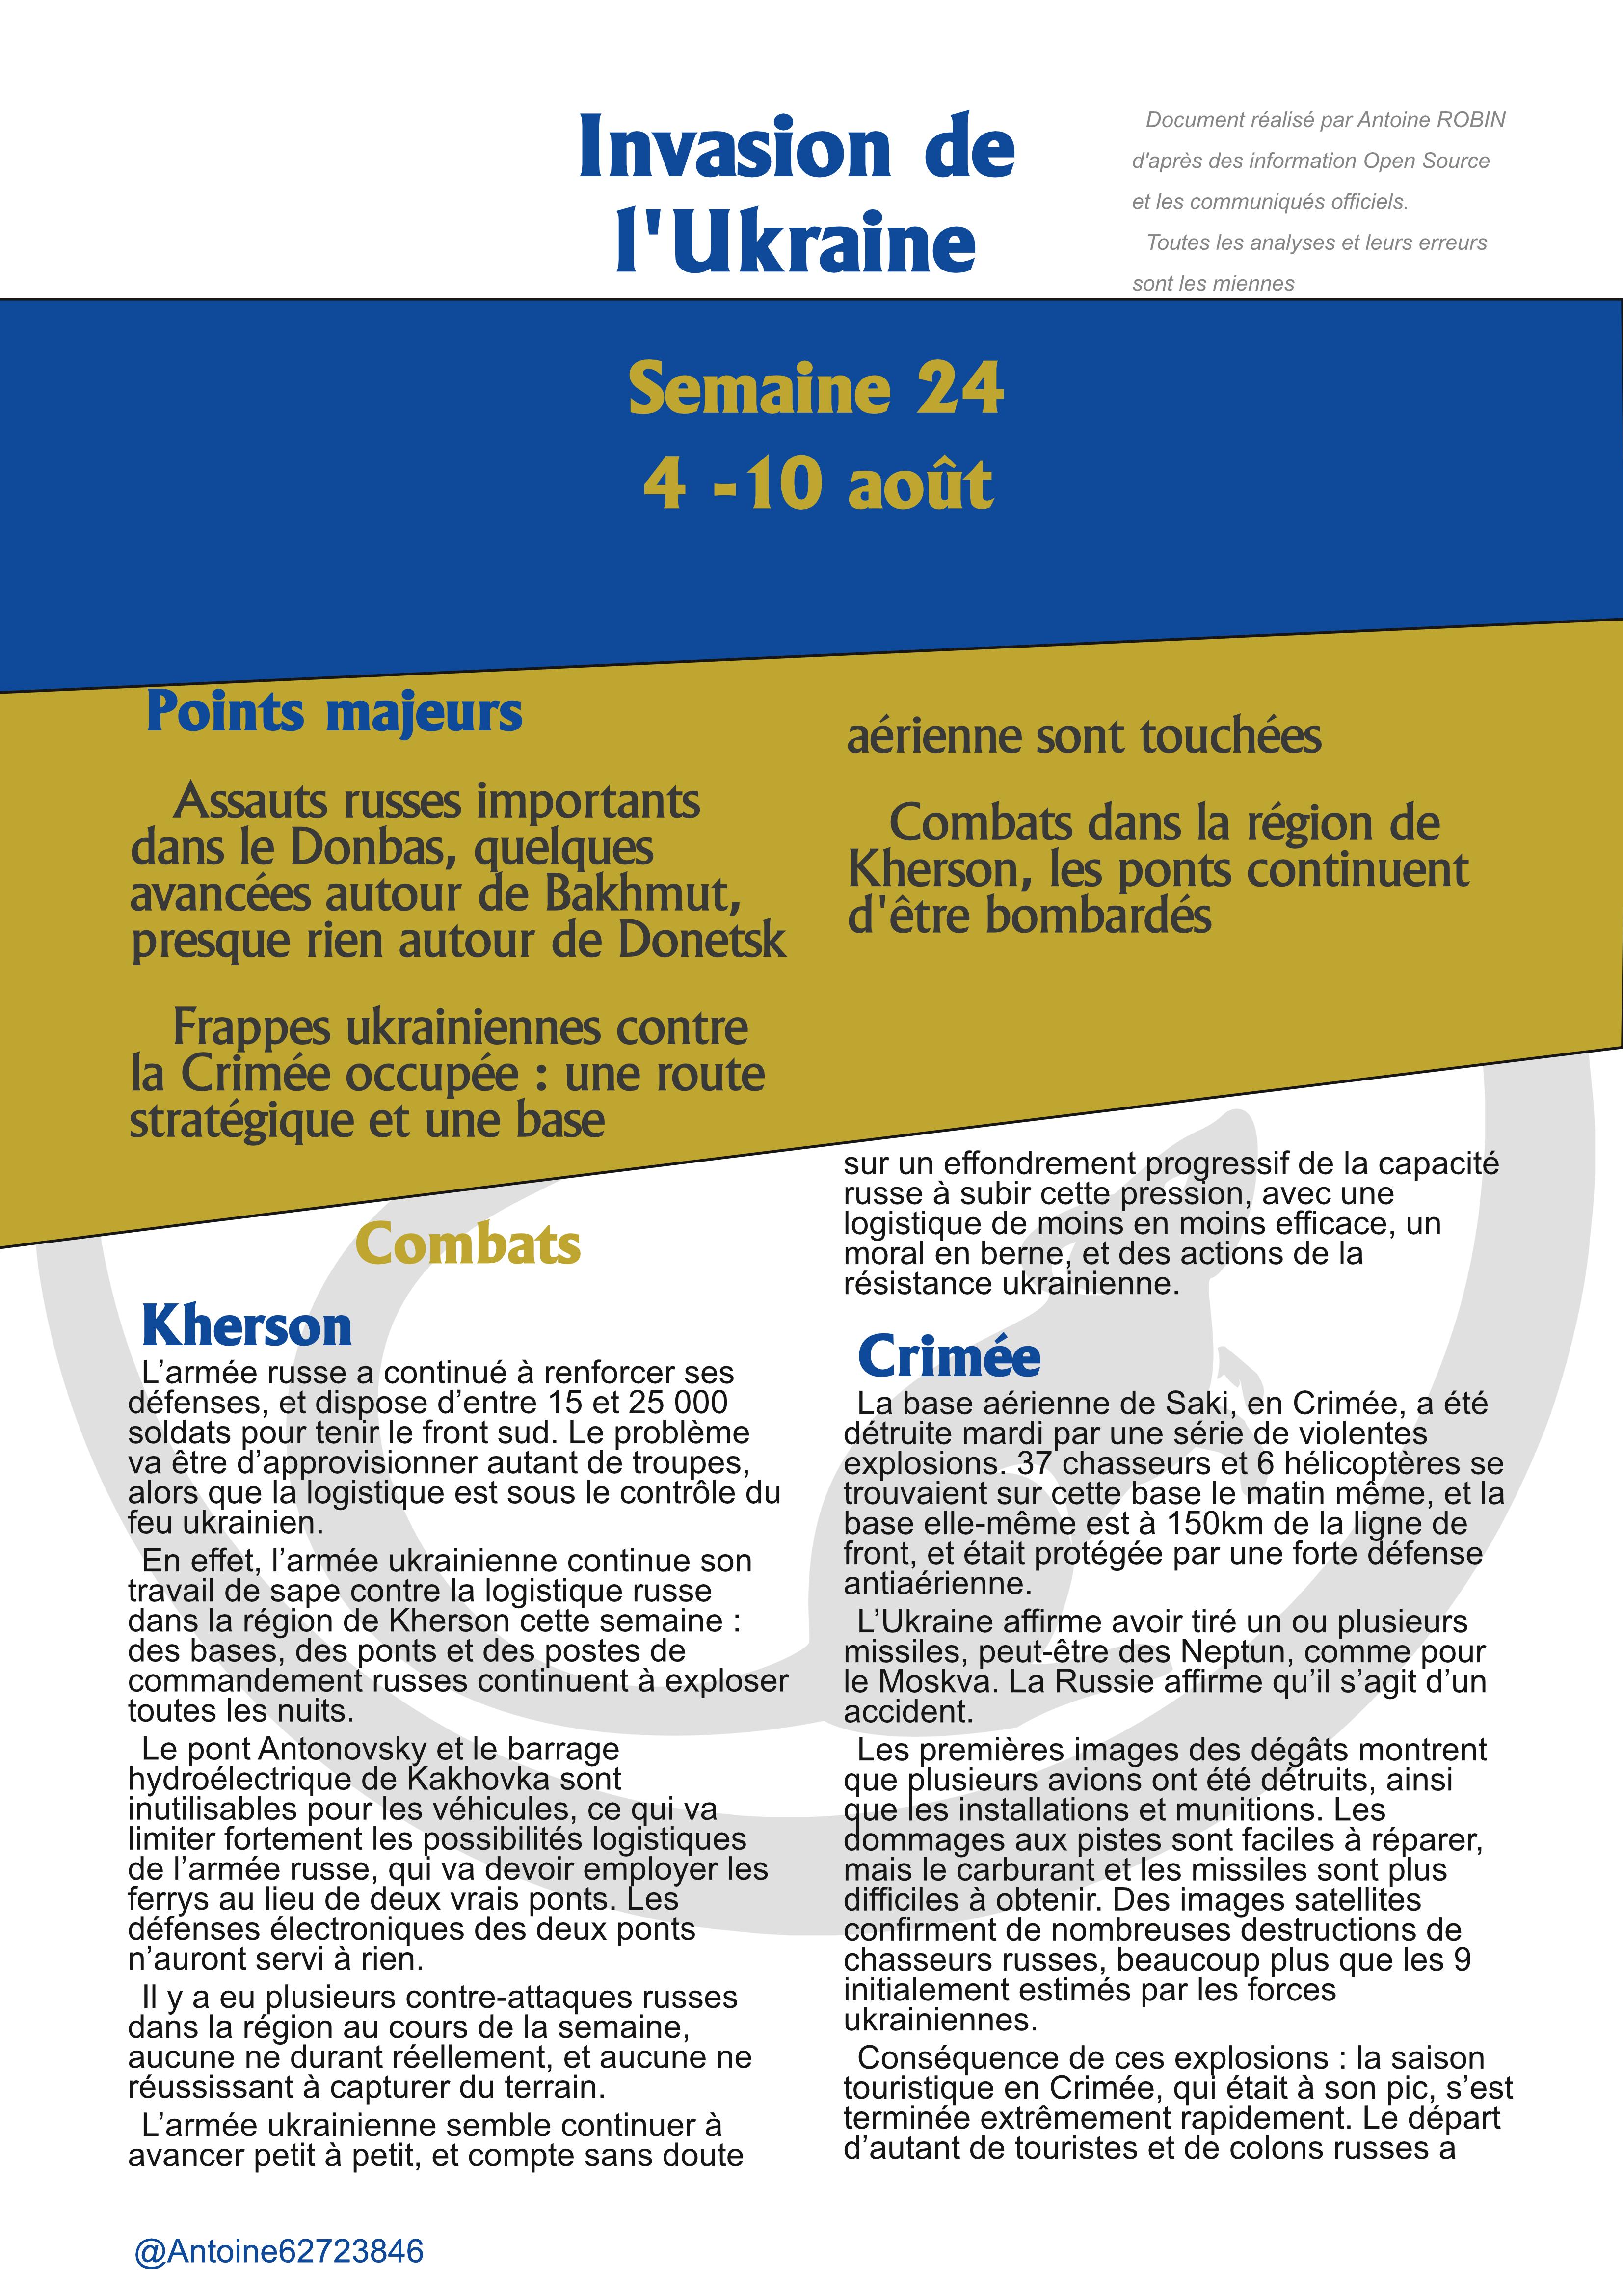 Invasion de
l'Ukraine
Document réalisé par Antoine ROBIN
d'après des information Open Source
et les communiqués officiels.
Toutes les analyses et leurs erreurs
sont les miennes
Semaine 24
4 -10 août
Points majeurs
Assauts russes importants
dans le Donbas, quelques
avancées autour de Bakhmut,
presque rien autour de Donetsk
Frappes ukrainiennes contre
la Crimée occupée : une route
stratégique et une base
aérienne sont touchées
Combats dans la région de
Kherson, les ponts continuent
d'être bombardés
Combats
Kherson
L’armée russe a continué à renforcer ses
défenses, et dispose d’entre 15 et 25 000
soldats pour tenir le front sud. Le problème
va être d’approvisionner autant de troupes,
alors que la logistique est sous le contrôle du
feu ukrainien.
En effet, l’armée ukrainienne continue son
travail de sape contre la logistique russe
dans la région de Kherson cette semaine :
des bases, des ponts et des postes de
commandement russes continuent à exploser
toutes les nuits.
Le pont Antonovsky et le barrage
hydroélectrique de Kakhovka sont
inutilisables pour les véhicules, ce qui va
limiter fortement les possibilités logistiques
de l’armée russe, qui va devoir employer les
ferrys au lieu de deux vrais ponts. Les
défenses électroniques des deux ponts
n’auront servi à rien.
Il y a eu plusieurs contre-attaques russes
dans la région au cours de la semaine,
aucune ne durant réellement, et aucune ne
réussissant à capturer du terrain.
L’armée ukrainienne semble continuer à
avancer petit à petit, et compte sans doute
sur un effondrement progressif de la capacité
russe à subir cette pression, avec une
logistique de moins en moins efficace, un
moral en berne, et des actions de la
résistance ukrainienne.
Crimée
La base aérienne de Saki, en Crimée, a été
détruite mardi par une série de violentes
explosions. 37 chasseurs et 6 hélicoptères se
trouvaient sur cette base le matin même, et la
base elle-même est à 150km de la ligne de
front, et était protégée par une forte défense
antiaérienne.
L’Ukraine affirme avoir tiré un ou plusieurs
missiles, peut-être des Neptun, comme pour
le Moskva. La Russie affirme qu’il s’agit d’un
accident.
Les premières images des dégâts montrent
que plusieurs avions ont été détruits, ainsi
que les installations et munitions. Les
dommages aux pistes sont faciles à réparer,
mais le carburant et les missiles sont plus
difficiles à obtenir. Des images satellites
confirment de nombreuses destructions de
chasseurs russes, beaucoup plus que les 9
initialement estimés par les forces
ukrainiennes.
Conséquence de ces explosions : la saison
touristique en Crimée, qui était à son pic, s’est
terminée extrêmement rapidement. Le départ
d’autant de touristes et de colons russes a
@Antoine62723846